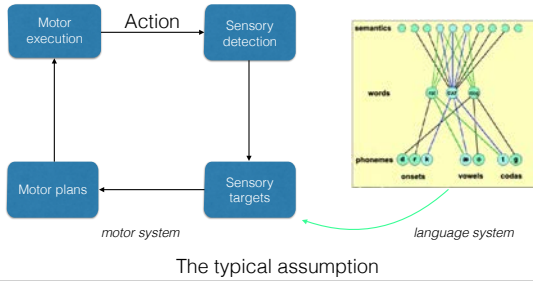 Motor
execution
Action
Sensory
detection
Motor plans
Sensory
targets
motor system
semantics
words
cat
dog
phonemes
d r k
æ o
t g
onsets
vowels
codas
language system
The typical assumption